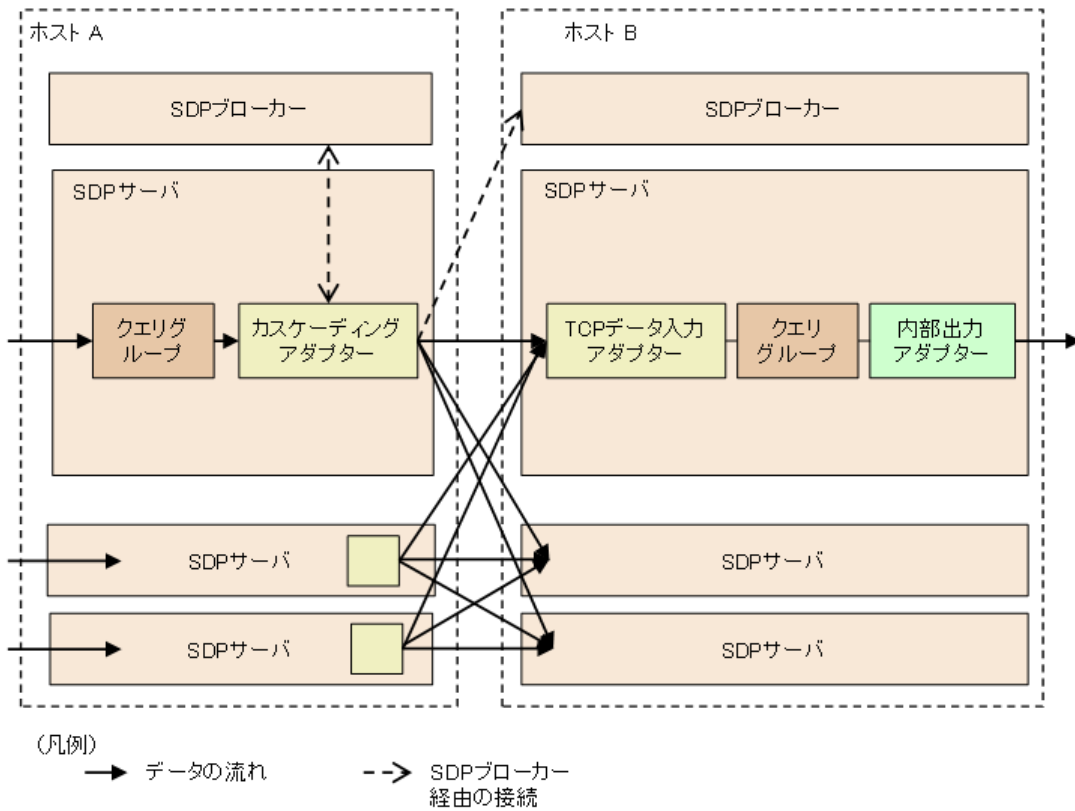 ホスト A
ホスト B
SDPブローカー
SDPブローカー
SDPサーバ
SDPサーバ
クエリグ
ループ
カスケーディング
アダプター
TCPデータ入力
アダプター
クエリ
グループ
内部出力
アダプター
SDPサーバ
SDPサーバ
SDPサーバ
SDPサーバ
(凡例)
データの流れ
SDPブローカー
経由の接続